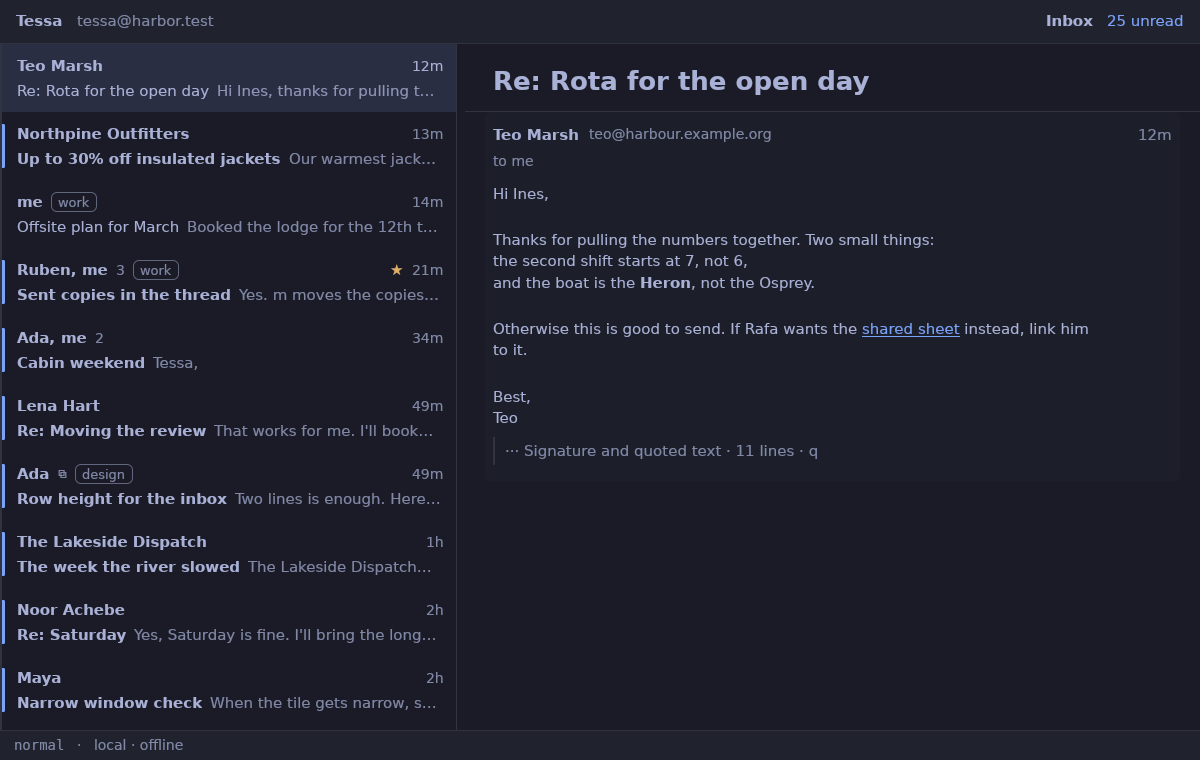 Tessa tessa@harbor.test
Inbox 25 unread
Teo Marsh 12m
Re: Rota for the open day Hi Ines, thanks for pulling t…
Northpine Outfitters 13m
Up to 30% off insulated jackets Our warmest jack…
me work 14m
Offsite plan for March Booked the lodge for the 12th t…
Ruben, me 3 work ★ 21m
Sent copies in the thread Yes. m moves the copies…
Ada, me 2 34m
Cabin weekend Tessa,
Lena Hart 49m
Re: Moving the review That works for me. I'll book…
Ada design 49m
Row height for the inbox Two lines is enough. Here…
The Lakeside Dispatch 1h
The week the river slowed The Lakeside Dispatch…
Noor Achebe 2h
Re: Saturday Yes, Saturday is fine. I'll bring the long…
Maya 2h
Narrow window check When the tile gets narrow, s…
Re: Rota for the open day
Teo Marsh teo@harbour.example.org 12m
to me
Hi Ines,
Thanks for pulling the numbers together. Two small things:
the second shift starts at 7, not 6,
and the boat is the Heron, not the Osprey.
Otherwise this is good to send. If Rafa wants the shared sheet instead, link him
to it.
Best,
Teo
··· Signature and quoted text · 11 lines · q
normal · local · offline